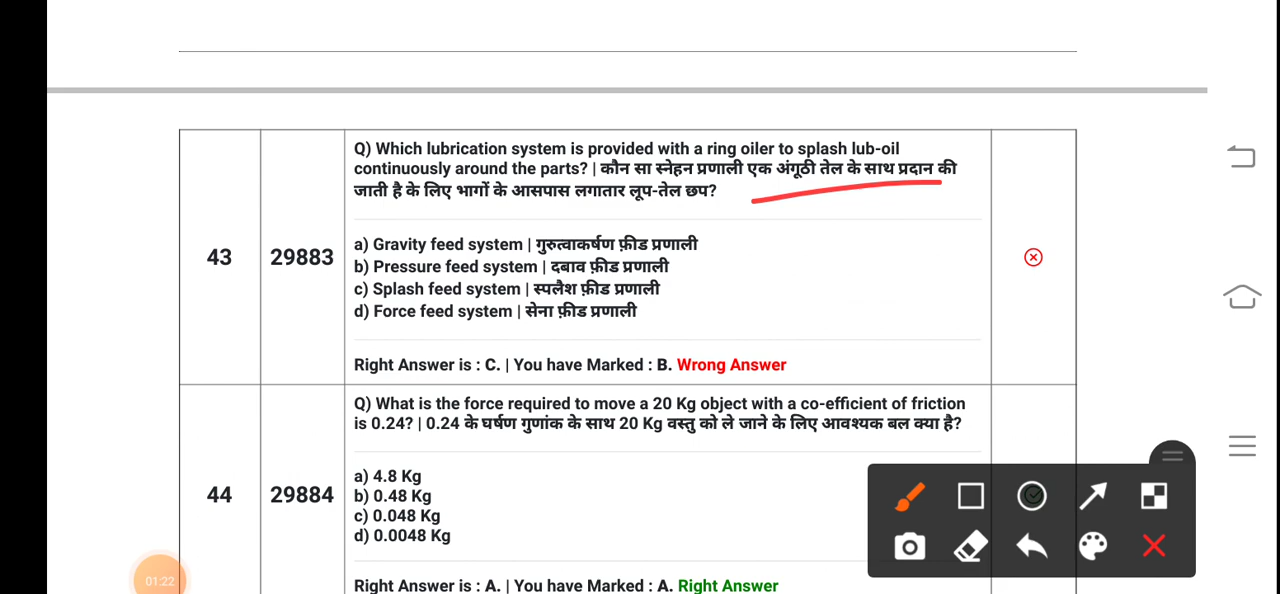 Q) Which lubrication system is provided with a ring oiler to splash lub-oil
continuously around the parts? | कौन सा स्नेहन प्रणाली एक अंगूठी तेल के साथ प्रदान की
जाती है के लिए भागों के आसपास लगातार लूप-तेल छप?
43
29883
a) Gravity feed system | गुरुत्वाकर्षण फ़ीड प्रणाली
b) Pressure feed system | दबाव फ़ीड प्रणाली
c) Splash feed system | स्पलैश फ़ीड प्रणाली
d) Force feed system | सेना फ़ीड प्रणाली
Right Answer is : C. | You have Marked : B. Wrong Answer
Q) What is the force required to move a 20 Kg object with a co-efficient of friction
is 0.24? | 0.24 के घर्षण गुणांक के साथ 20 Kg वस्तु को ले जाने के लिए आवश्यक बल क्या है?
44
29884
a) 4.8 Kg
b) 0.48 Kg
c) 0.048 Kg
d) 0.0048 Kg
Right Answer is : A. | You have Marked : A. Right Answer
01:22